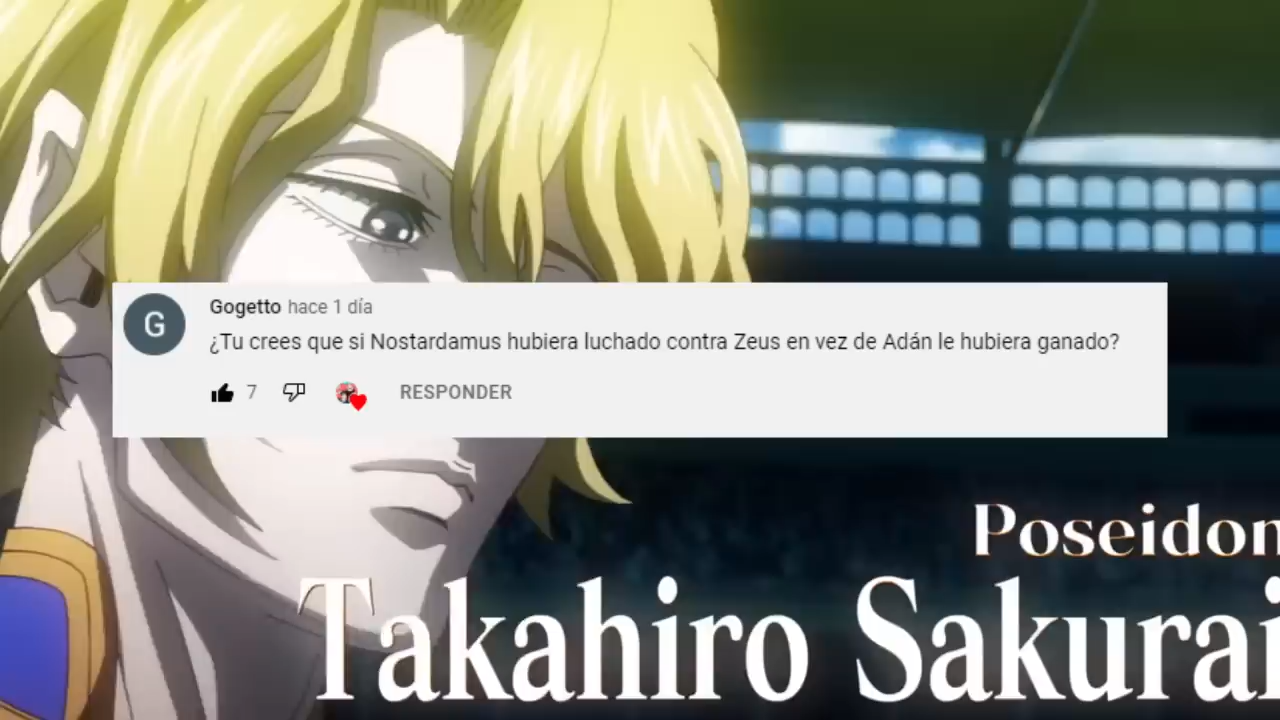 G
Gogetto hace 1 día
¿Tu crees que si Nostardamus hubiera luchado contra Zeus en vez de Adán le hubiera ganado?
7 RESPONDER
Poseidon
Takahiro Sakurai